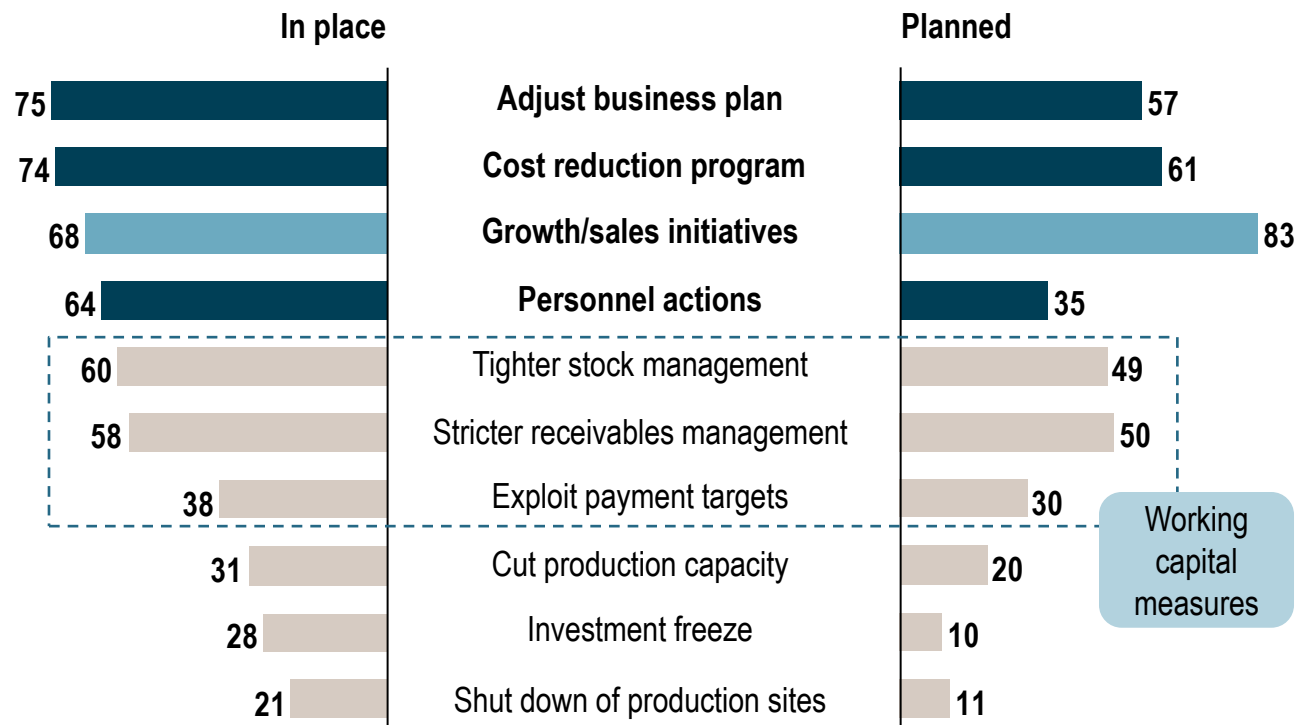 In place Planned
75 Adjust business plan 57
74 Cost reduction program 61
68 Growth/sales initiatives 83
64 Personnel actions 35
60 Tighter stock management 49
58 Stricter receivables management 50
38 Exploit payment targets 30
Working
capital
measures
31 Cut production capacity 20
28 Investment freeze 10
21 Shut down of production sites 11